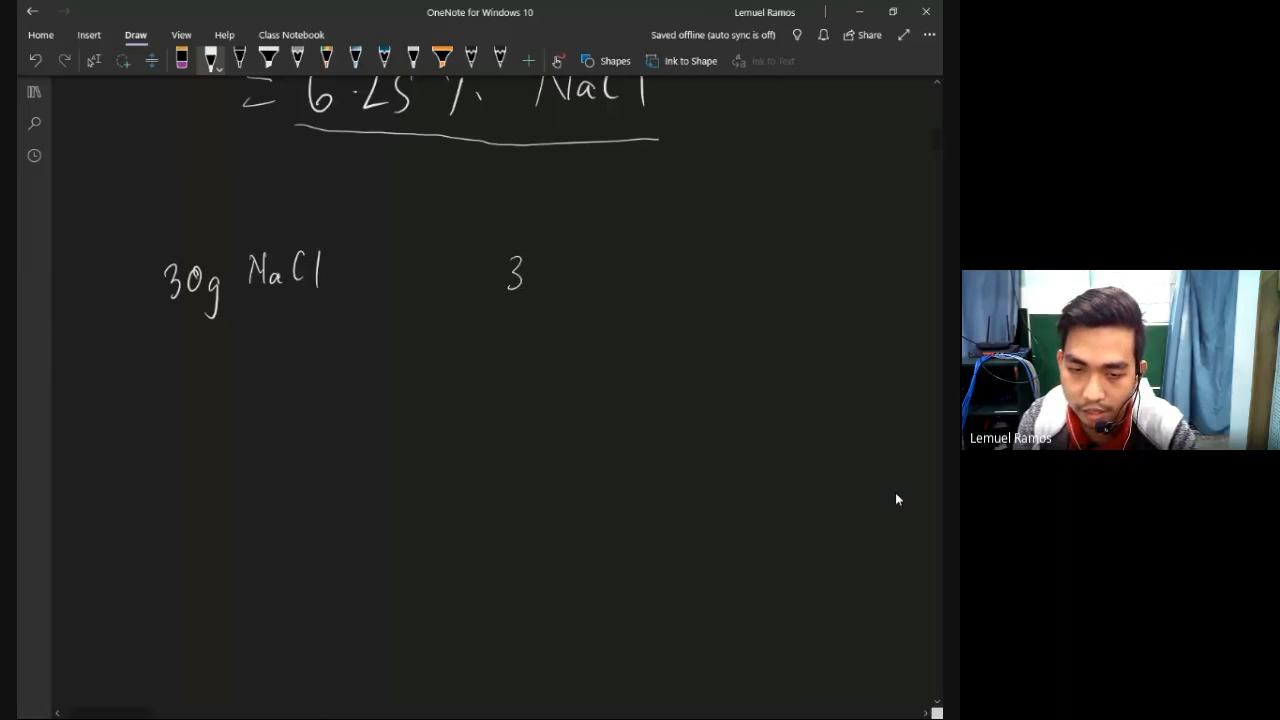 OneNote for Windows 10
Lemuel Ramos
Home Insert Draw View Help Class Notebook
Saved offline (auto sync is off)
Share
Shapes
Ink to Shape
Ink to Text
= 6.25 % NaCl
30g NaCl 3
Lemuel Ramos